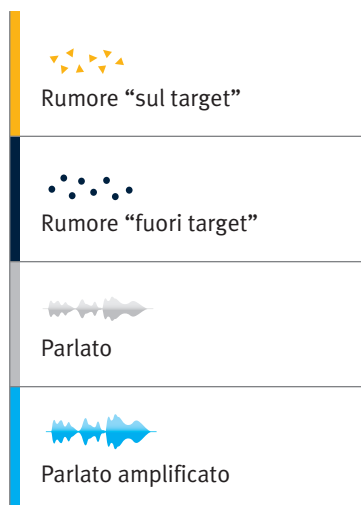 Rumore “sul target”
Rumore “fuori target”
Parlato
Parlato amplificato